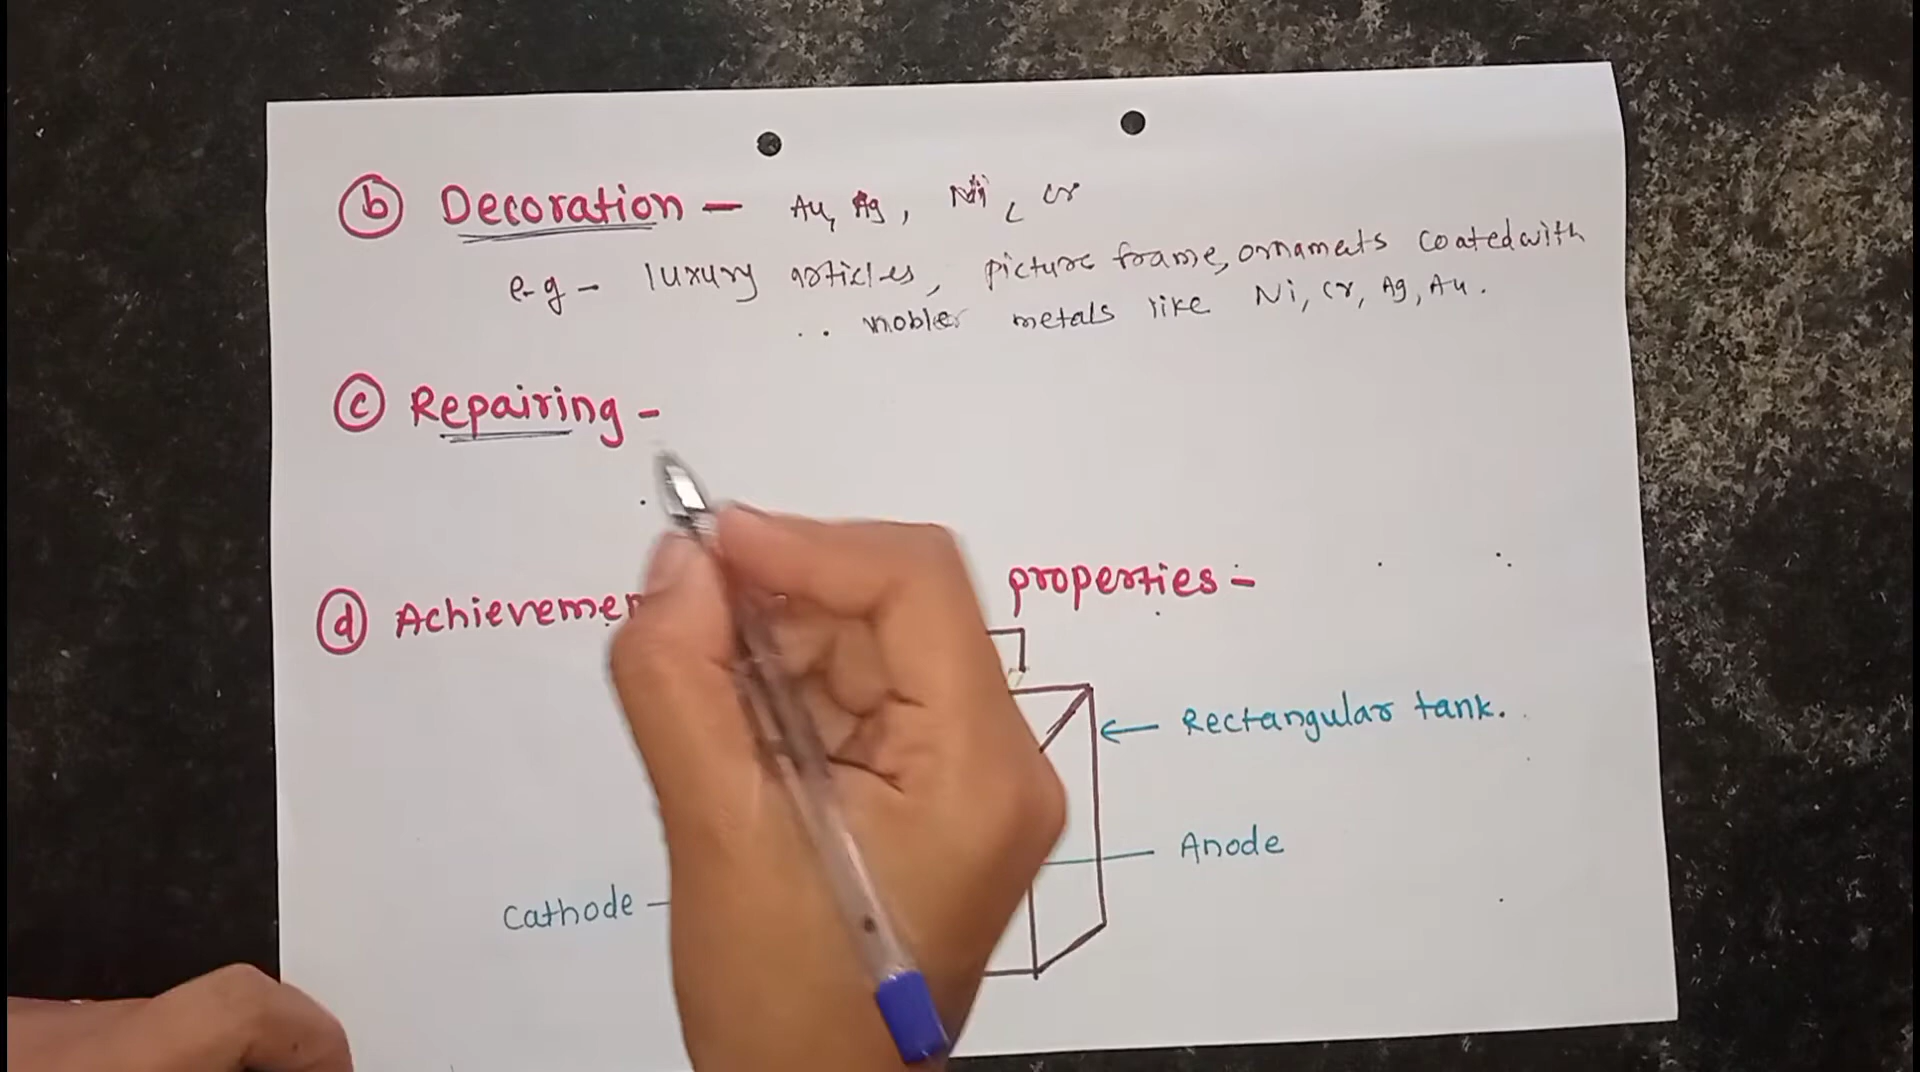 b Decoration - Au, Ag, Ni, Cr
e.g - luxury articles, picture frame, ornamats coated with
.. nobler metals like Ni, Cr, Ag, Au.
c Repairing -
d Achievemen properties -
Rectangular tank.
Anode
Cathode